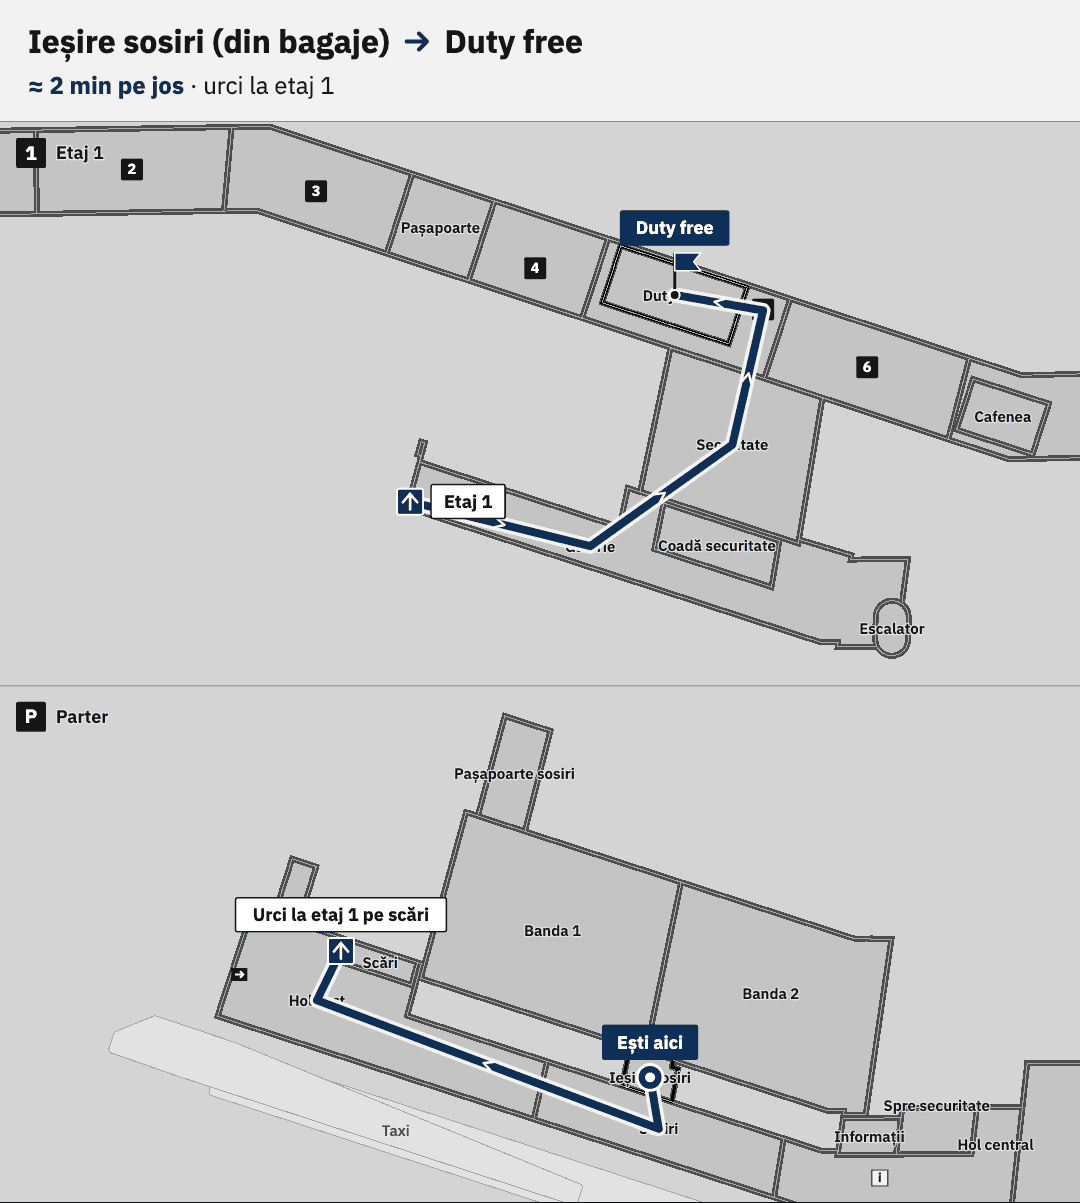 Ieșire sosiri (din bagaje) → Duty free
≈ 2 min pe jos · urci la etaj 1
1 Etaj 1
2
3
Pașapoarte
4
Duty free
6
Cafenea
Etaj 1
Coadă securitate
Escalator
P Parter
Pașapoarte sosiri
Urci la etaj 1 pe scări
Scări
Banda 1
Banda 2
Ești aici
Spre securitate
Informații
Hol central
Taxi
i